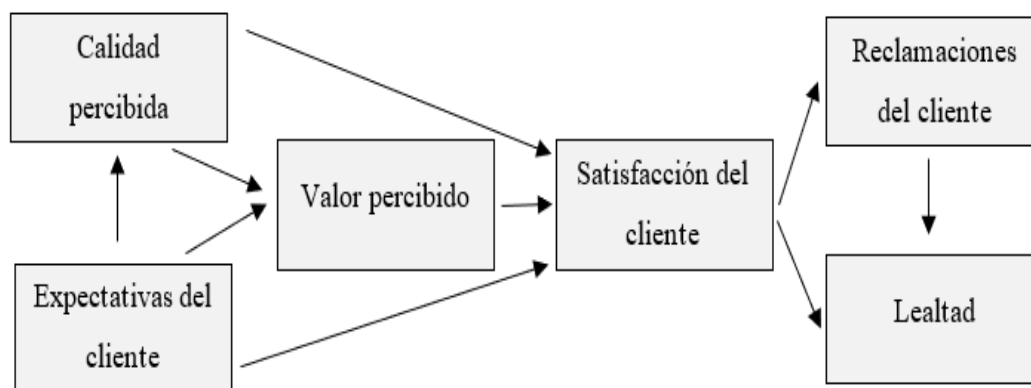 Calidad
percibida
Valor percibido
Expectativas del
cliente
Satisfacción del
cliente
Reclamaciones
del cliente
Lealtad